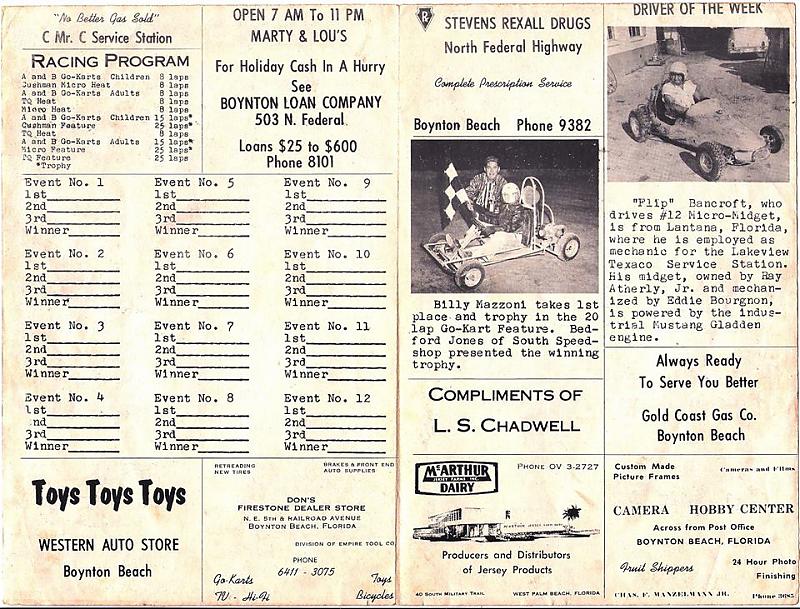 "No Better Gas Sold"
C Mr. C Service Station
RACING PROGRAM
A and B Go-Karts Children 8 laps
Cushman Micro Heat 8 laps
A and B Go-Karts Adults 8 laps
TQ Heat 8 laps
Micro Heat 8 laps
A and B Go-Karts Children 15 laps*
Cushman Feature 25 laps*
TQ Heat 8 laps
A and B Go-Karts Adults 15 laps*
Micro Feature 25 laps*
TQ Feature 25 laps
*Trophy
OPEN 7 AM To 11 PM
MARTY & LOU'S
For Holiday Cash In A Hurry
See
BOYNTON LOAN COMPANY
503 N. Federal
Loans $25 to $600
Phone 8101
Event No. 1
1st
2nd
3rd
Winner
Event No. 5
1st
2nd
3rd
Winner
Event No. 9
1st
2nd
3rd
Winner
Event No. 2
1st
2nd
3rd
Winner
Event No. 6
1st
2nd
3rd
Winner
Event No. 10
1st
2nd
3rd
Winner
Event No. 3
1st
2nd
3rd
Winner
Event No. 7
1st
2nd
3rd
Winner
Event No. 11
1st
2nd
3rd
Winner
Event No. 4
1st
2nd
3rd
Winner
Event No. 8
1st
2nd
3rd
Winner
Event No. 12
1st
2nd
3rd
Winner
Toys Toys Toys
WESTERN AUTO STORE
Boynton Beach
RETREADING
NEW TIRES
BRAKES & FRONT END
AUTO SUPPLIES
DON'S
FIRESTONE DEALER STORE
N. E. 5TH & RAILROAD AVENUE
BOYNTON BEACH, FLORIDA
DIVISION OF EMPIRE TOOL CO.
PHONE
6411 - 3075
Go-Karts
TV - Hi-Fi
Toys
Bicycles
R
STEVENS REXALL DRUGS
North Federal Highway
Complete Prescription Service
Boynton Beach Phone 9382
Billy Mazzoni takes 1st
place and trophy in the 20
lap Go-Kart Feature. Bed-
ford Jones of South Speed-
shop presented the winning
trophy.
COMPLIMENTS OF
L. S. CHADWELL
McARTHUR
JERSEY FARMS INC.
DAIRY
PHONE OV 3-2727
Producers and Distributors
of Jersey Products
40 SOUTH MILITARY TRAIL WEST PALM BEACH, FLORIDA
DRIVER OF THE WEEK
"Flip" Bancroft, who
drives #12 Micro-Midget,
is from Lantana, Florida,
where he is employed as
mechanic for the Lakeview
Texaco Service Station.
His midget, owned by Ray
Atherly, Jr. and mechan-
ized by Eddie Bourgnon,
is powered by the indus-
trial Mustang Gladden
engine.
Always Ready
To Serve You Better
Gold Coast Gas Co.
Boynton Beach
Custom Made
Picture Frames
Cameras and Films
CAMERA HOBBY CENTER
Across from Post Office
BOYNTON BEACH, FLORIDA
Fruit Shippers
24 Hour Photo
Finishing
CHAS. F. MANZELMANN JR. Phone 3085